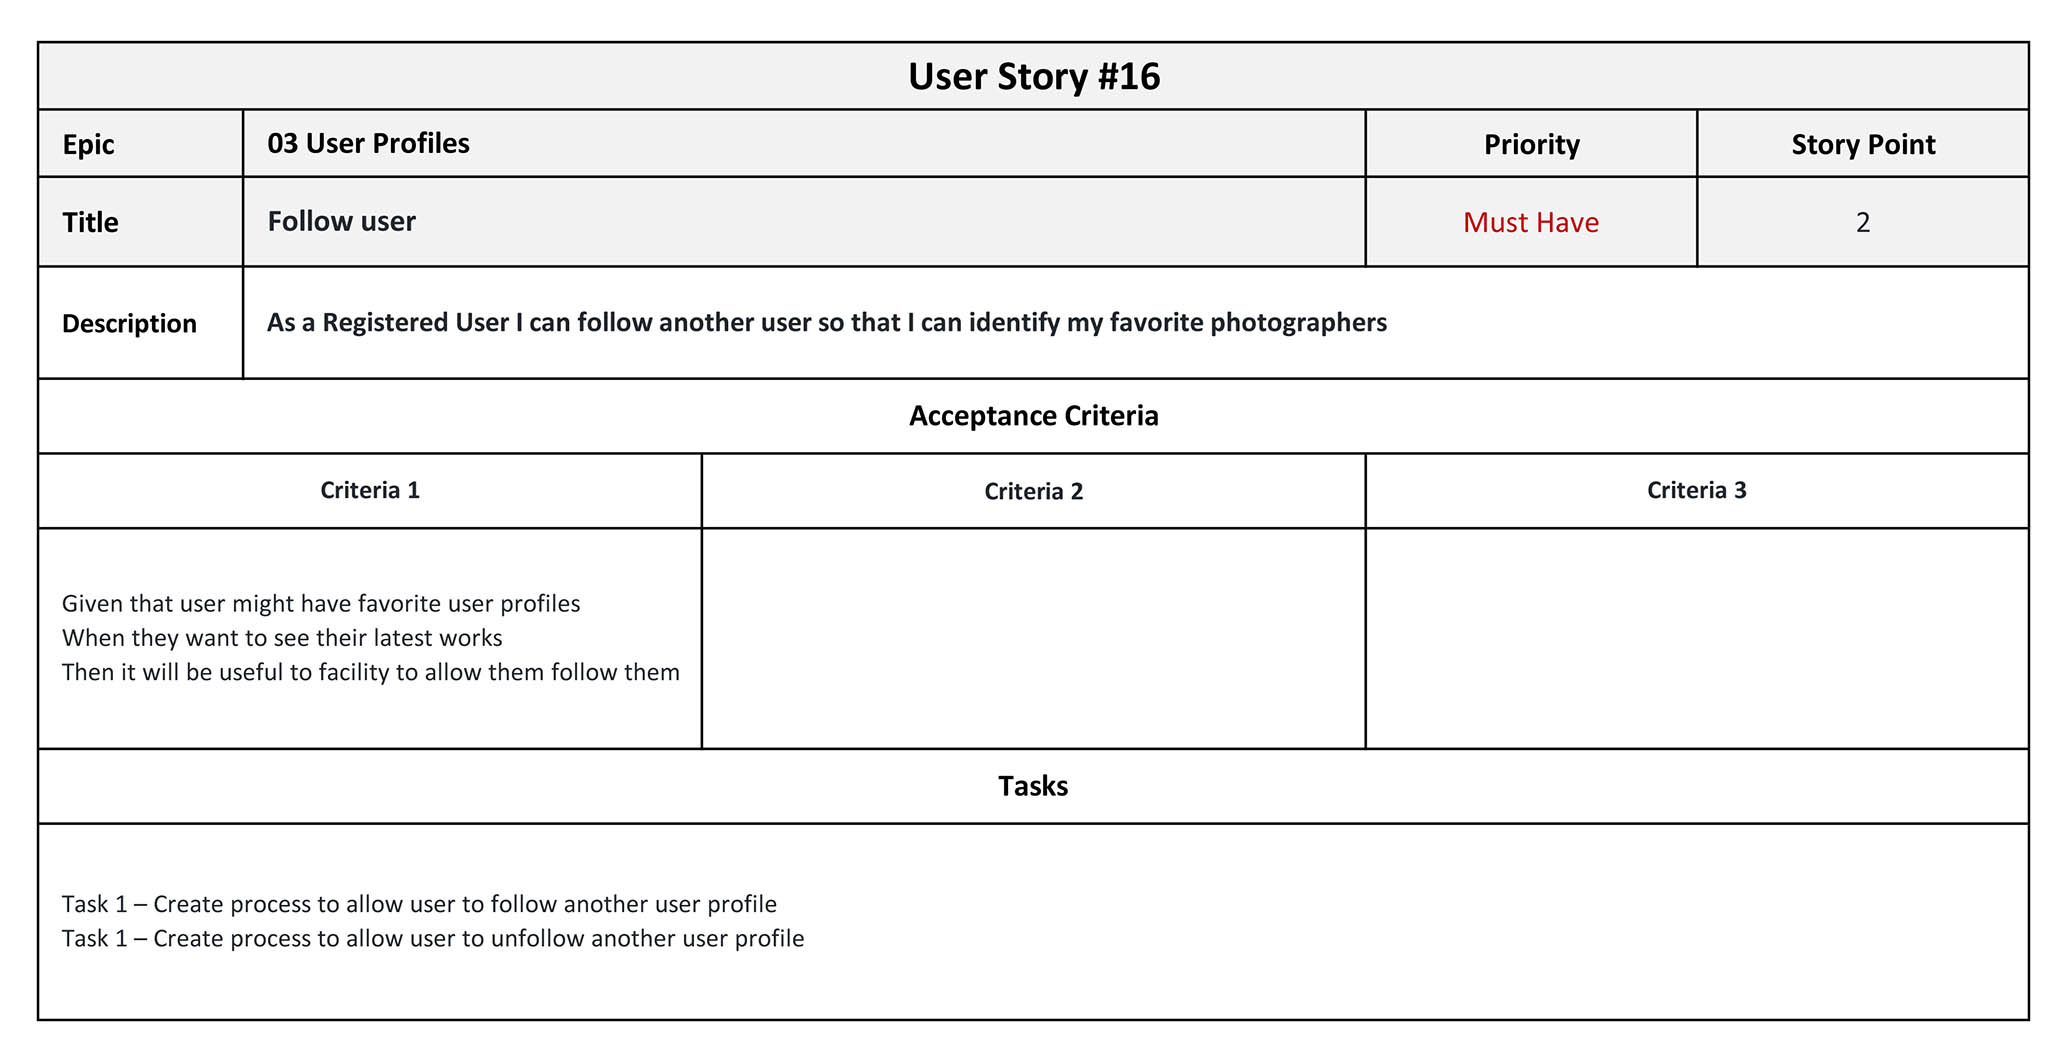 User Story #16
Epic
03 User Profiles
Priority
Story Point
Title
Follow user
Must Have
2
Description
As a Registered User I can follow another user so that I can identify my favorite photographers
Acceptance Criteria
Criteria 1
Criteria 2
Criteria 3
Given that user might have favorite user profiles
When they want to see their latest works
Then it will be useful to facility to allow them follow them
Tasks
Task 1 – Create process to allow user to follow another user profile
Task 1 – Create process to allow user to unfollow another user profile